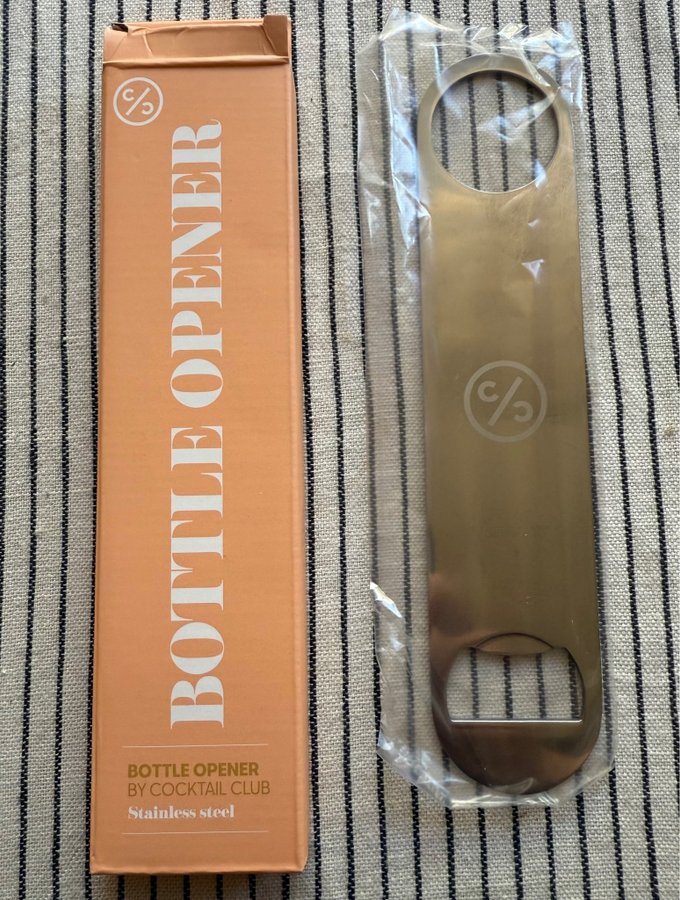 C/C
BOTTLE OPENER
BOTTLE OPENER
BY COCKTAIL CLUB
Stainless steel
C/C